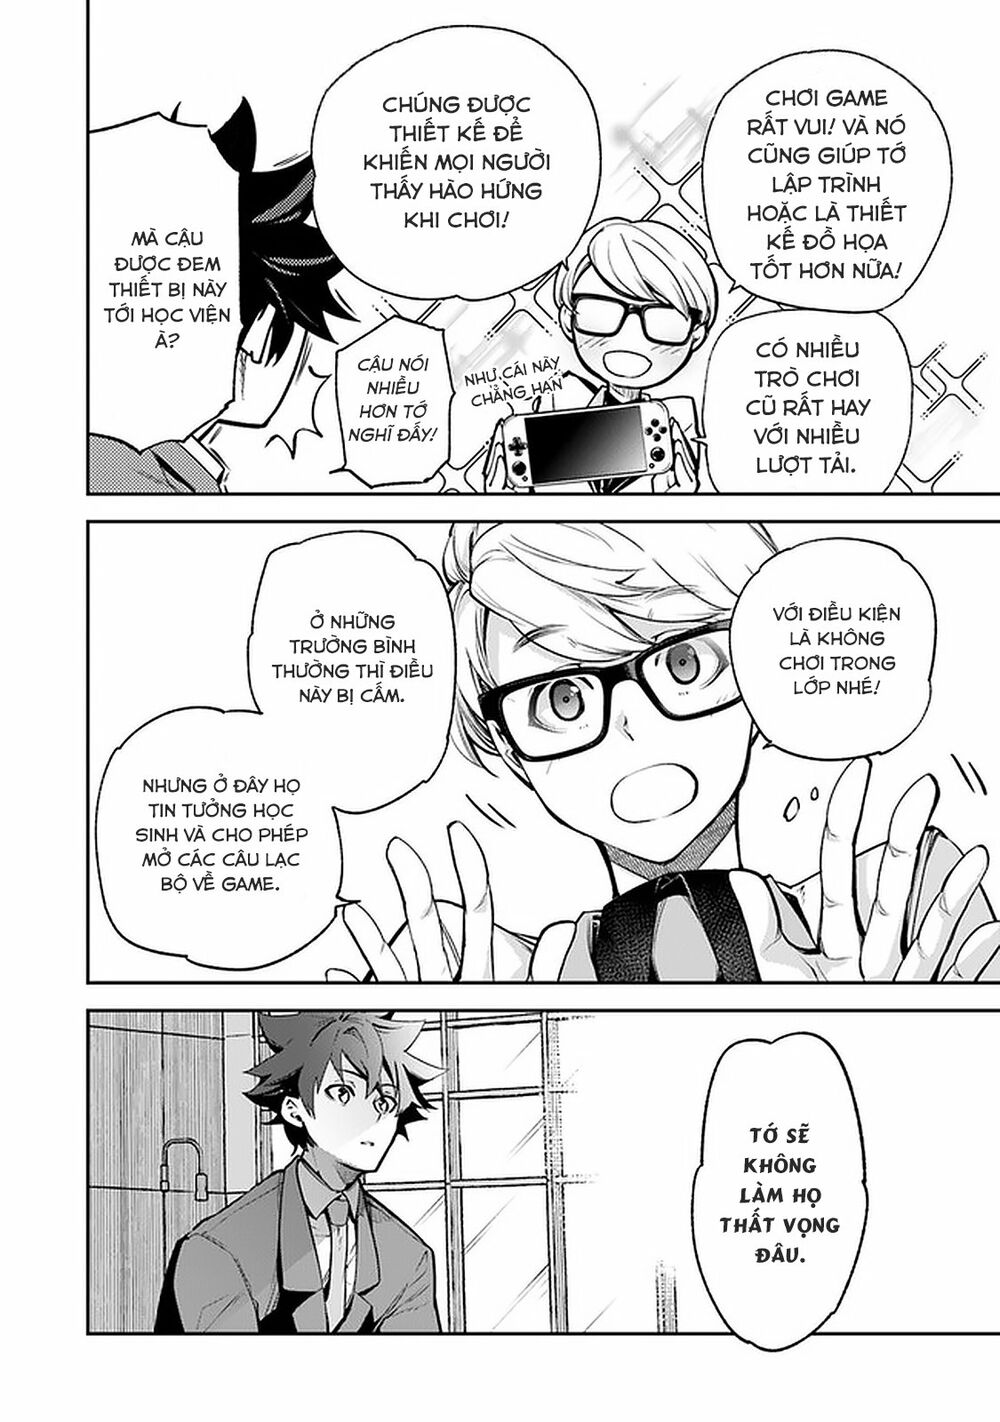 CHƠI GAME
RẤT VUI! VÀ NÓ
CŨNG GIÚP TỚ
LẬP TRÌNH
HOẶC LÀ THIẾT
KẾ ĐỒ HỌA
TỐT HƠN NỮA!
CHÚNG ĐƯỢC
THIẾT KẾ ĐỂ
KHIẾN MỌI NGƯỜI
THẤY HÀO HỨNG
KHI CHƠI!
CÓ NHIỀU
TRÒ CHƠI
CŨ RẤT HAY
VỚI NHIỀU
LƯỢT TẢI.
NHƯ CÁI NÀY
CHẲNG HẠN
CẬU NÓI
NHIỀU
HƠN TỚ
NGHĨ ĐẤY!
MÀ CẬU
ĐƯỢC ĐEM
THIẾT BỊ NÀY
TỚI HỌC VIỆN
À?
VỚI ĐIỀU KIỆN
LÀ KHÔNG
CHƠI TRONG
LỚP NHÉ!
Ở NHỮNG
TRƯỜNG BÌNH
THƯỜNG THÌ ĐIỀU
NÀY BỊ CẤM.
NHƯNG Ở ĐÂY HỌ
TIN TƯỞNG HỌC
SINH VÀ CHO PHÉP
MỞ CÁC CÂU LẠC
BỘ VỀ GAME.
TỚ SẼ
KHÔNG
LÀM HỌ
THẤT VỌNG
ĐÂU.